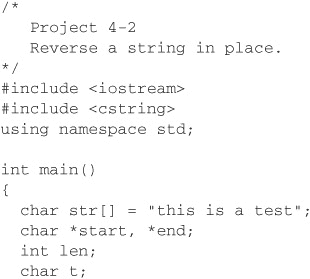 /*
   Project 4-2
   Reverse a string in place.
*/
#include <iostream>
#include <cstring>
using namespace std;

int main()
{
  char str[] = "this is a test";
  char *start, *end;
  int len;
  char t;